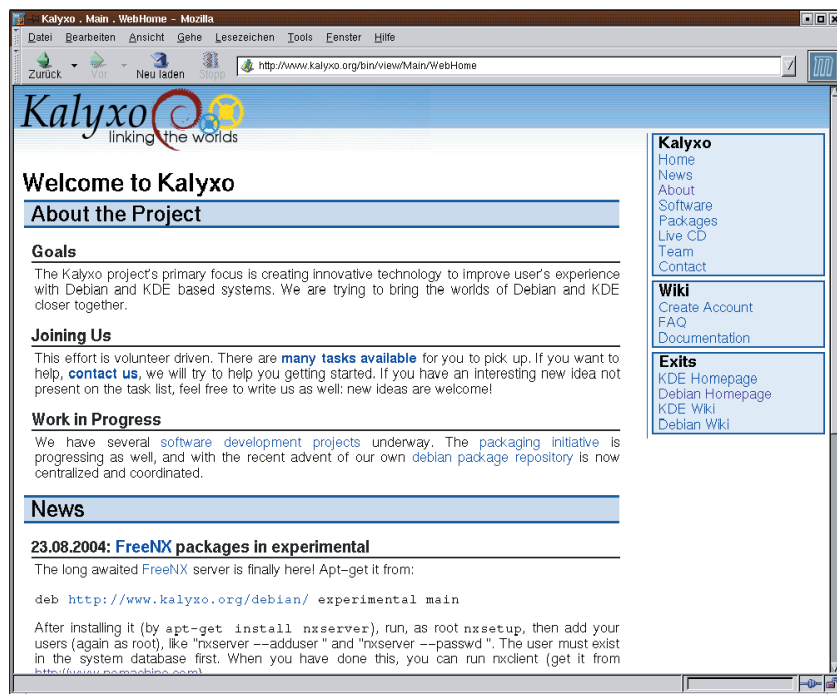 Kalyxo . Main . WebHome - Mozilla
Datei Bearbeiten Ansicht Gehe Lesezeichen Tools Fenster Hilfe
Zurück Vor Neu laden Stopp http://www.kalyxo.org/bin/view/Main/WebHome
Kalyxo
linking the worlds
Welcome to Kalyxo
About the Project
Goals
The Kalyxo project's primary focus is creating innovative technology to improve user's experience
with Debian and KDE based systems. We are trying to bring the worlds of Debian and KDE
closer together.
Joining Us
This effort is volunteer driven. There are many tasks available for you to pick up. If you want to
help, contact us, we will try to help you getting started. If you have an interesting new idea not
present on the task list, feel free to write us as well: new ideas are welcome!
Work in Progress
We have several software development projects underway. The packaging initiative is
progressing as well, and with the recent advent of our own debian package repository is now
centralized and coordinated.
News
23.08.2004: FreeNX packages in experimental
The long awaited FreeNX server is finally here! Apt-get it from:
deb http://www.kalyxo.org/debian/ experimental main
After installing it (by apt-get install nxserver), run, as root nxsetup, then add your
users (again as root), like "nxserver --adduser " and "nxserver --passwd ". The user must exist
in the system database first. When you have done this, you can run nxclient (get it from
http://www.nomachine.com)
Kalyxo
Home
News
About
Software
Packages
Live CD
Team
Contact
Wiki
Create Account
FAQ
Documentation
Exits
KDE Homepage
Debian Homepage
KDE Wiki
Debian Wiki